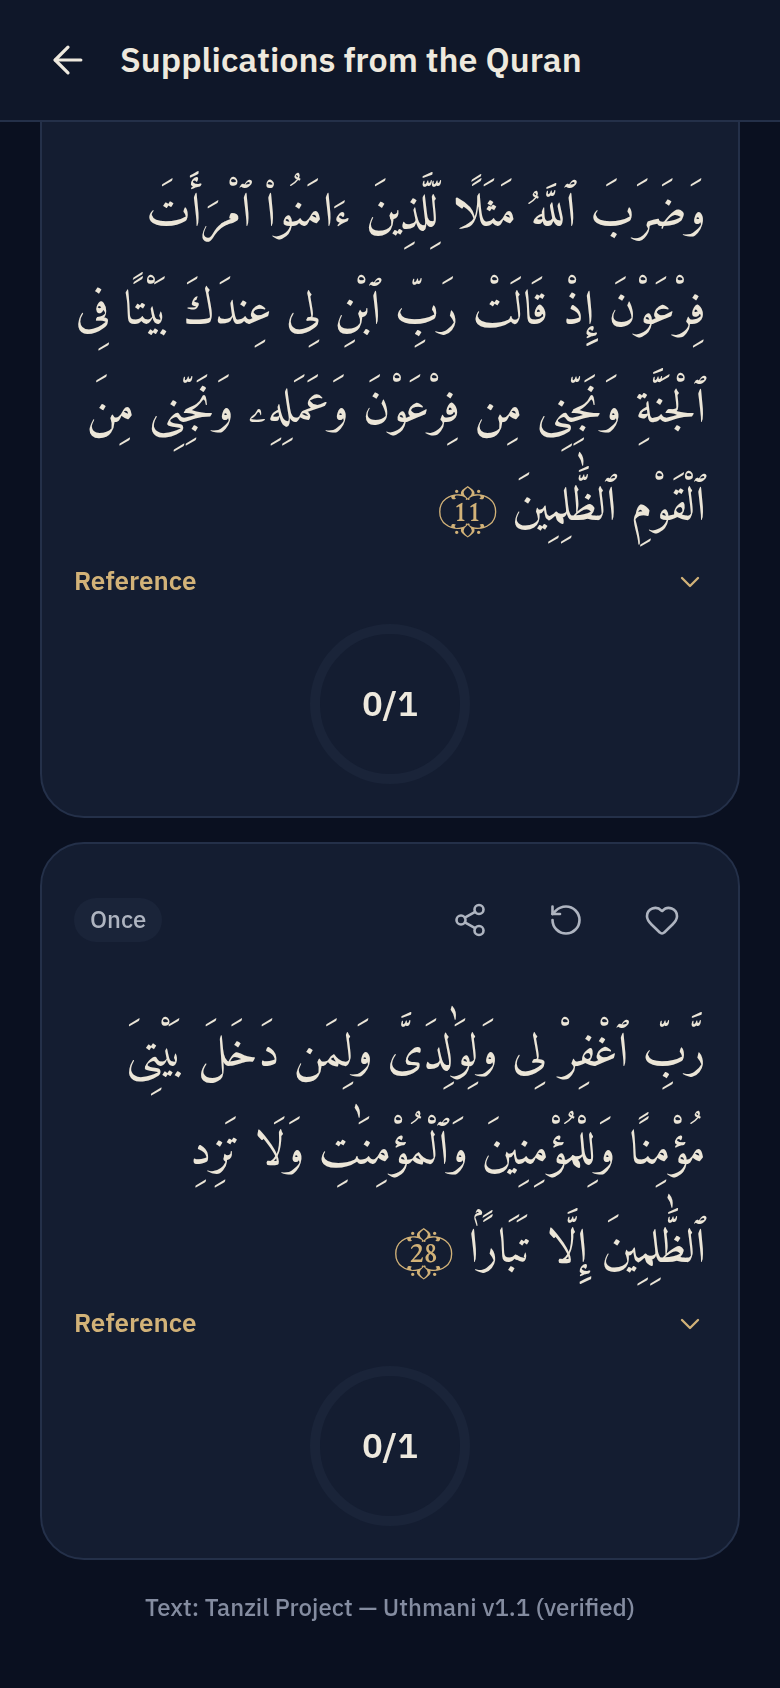 Supplications from the Quran
وَضَرَبَ ٱللَّهُ مَثَلًا لِّلَّذِينَ ءَامَنُوا۟ ٱمْرَأَتَ
فِرْعَوْنَ إِذْ قَالَتْ رَبِّ ٱبْنِ لِى عِندَكَ بَيْتًا فِى
ٱلْجَنَّةِ وَنَجِّنِى مِن فِرْعَوْنَ وَعَمَلِهِۦ وَنَجِّنِى مِنَ
ٱلْقَوْمِ ٱلظَّٰلِمِينَ 11
Reference
0/1
Once
رَّبِّ ٱغْفِرْ لِى وَلِوَٰلِدَىَّ وَلِمَن دَخَلَ بَيْتِىَ
مُؤْمِنًا وَلِلْمُؤْمِنِينَ وَٱلْمُؤْمِنَٰتِ وَلَا تَزِدِ
ٱلظَّٰلِمِينَ إِلَّا تَبَارًۢا 28
Reference
0/1
Text: Tanzil Project — Uthmani v1.1 (verified)